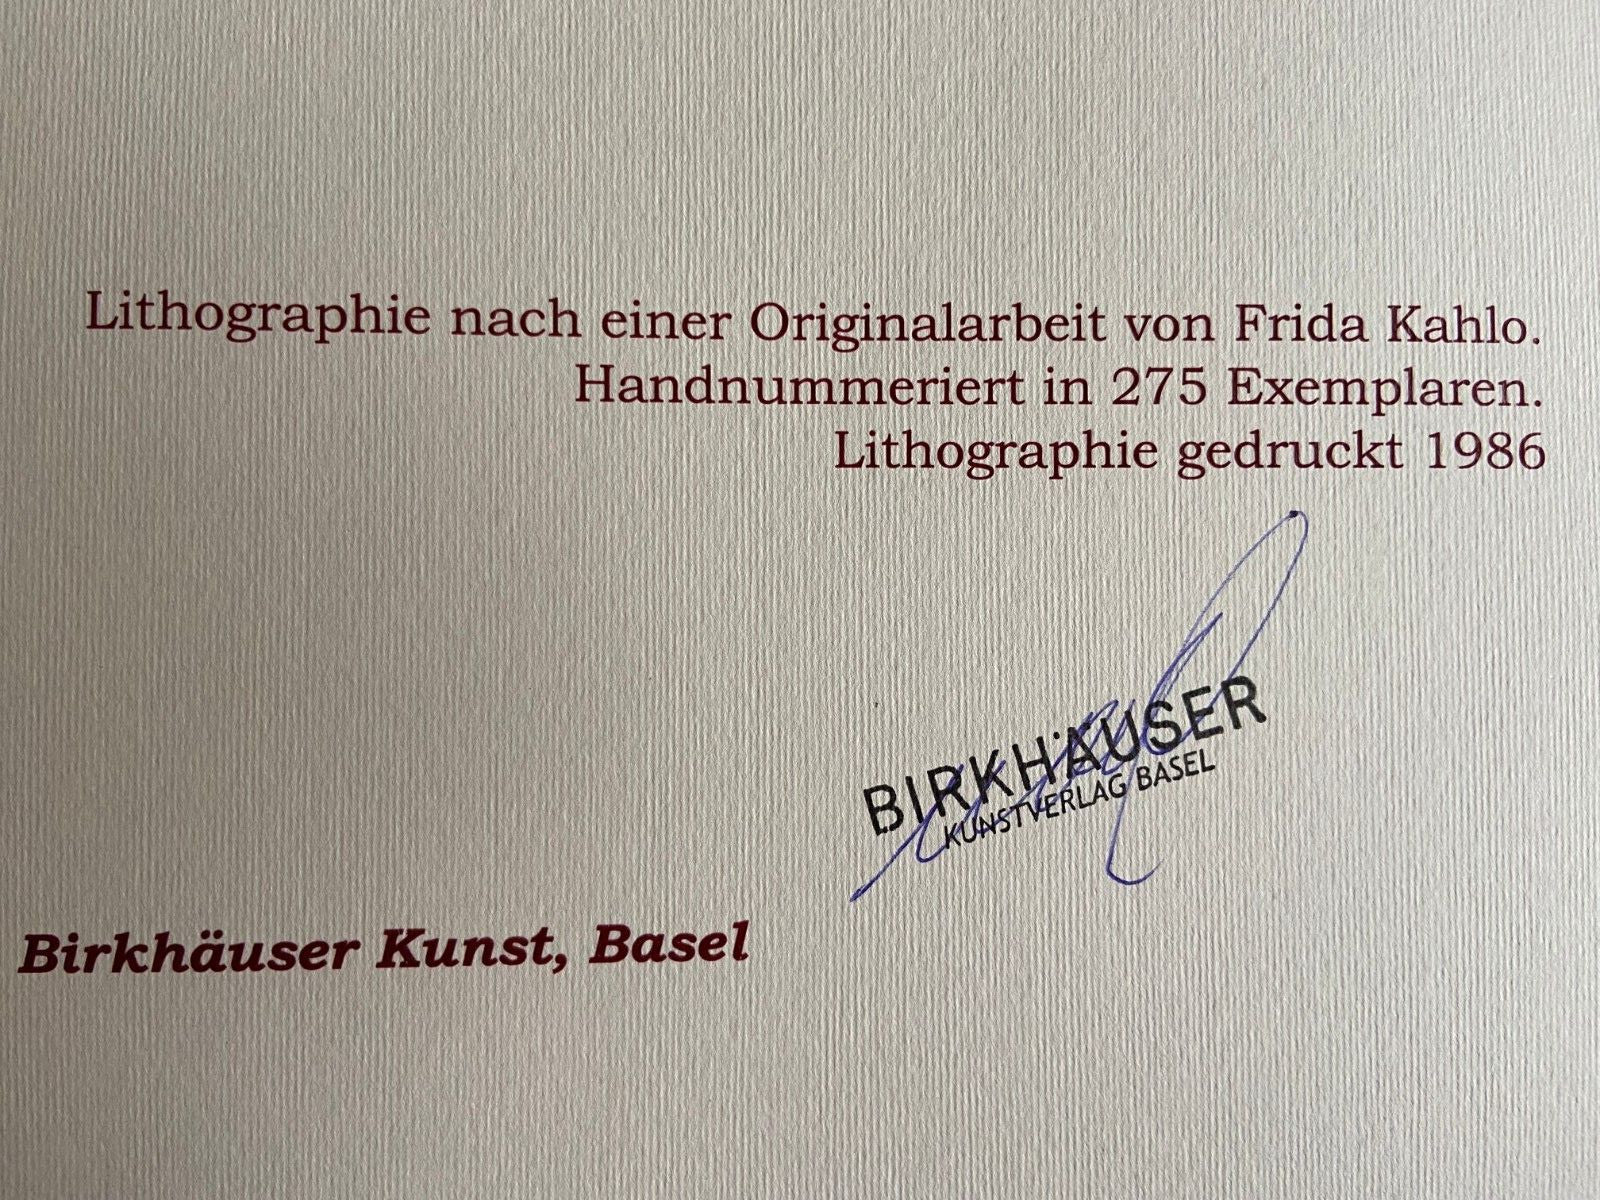 Lithographie nach einer Originalarbeit von Frida Kahlo.
Handnummeriert in 275 Exemplaren.
Lithographie gedruckt 1986
BIRKHÄUSER
KUNSTVERLAG BASEL
Birkhäuser Kunst, Basel